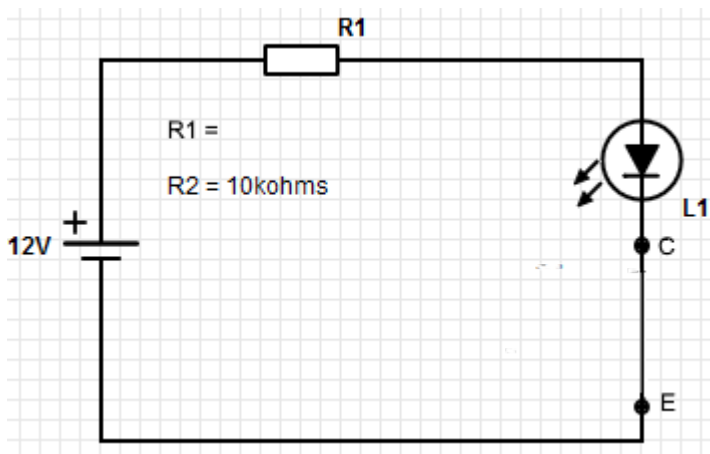 R1
R1 =
R2 = 10kohms
L1
12V
C
E